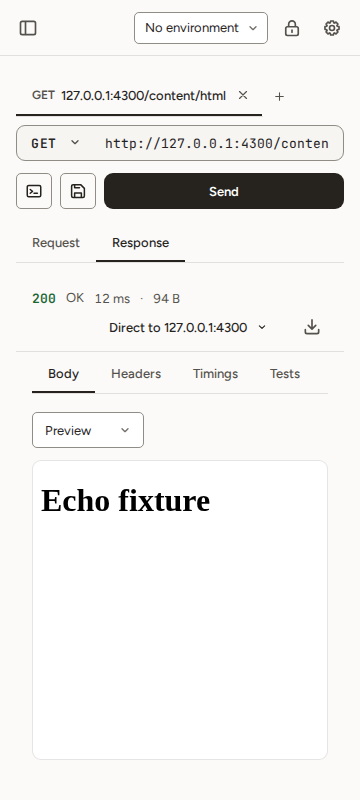 No environment
GET 127.0.0.1:4300/content/html
GET http://127.0.0.1:4300/conten
Send
Request Response
200 OK 12 ms · 94 B
Direct to 127.0.0.1:4300
Body Headers Timings Tests
Preview
Echo fixture